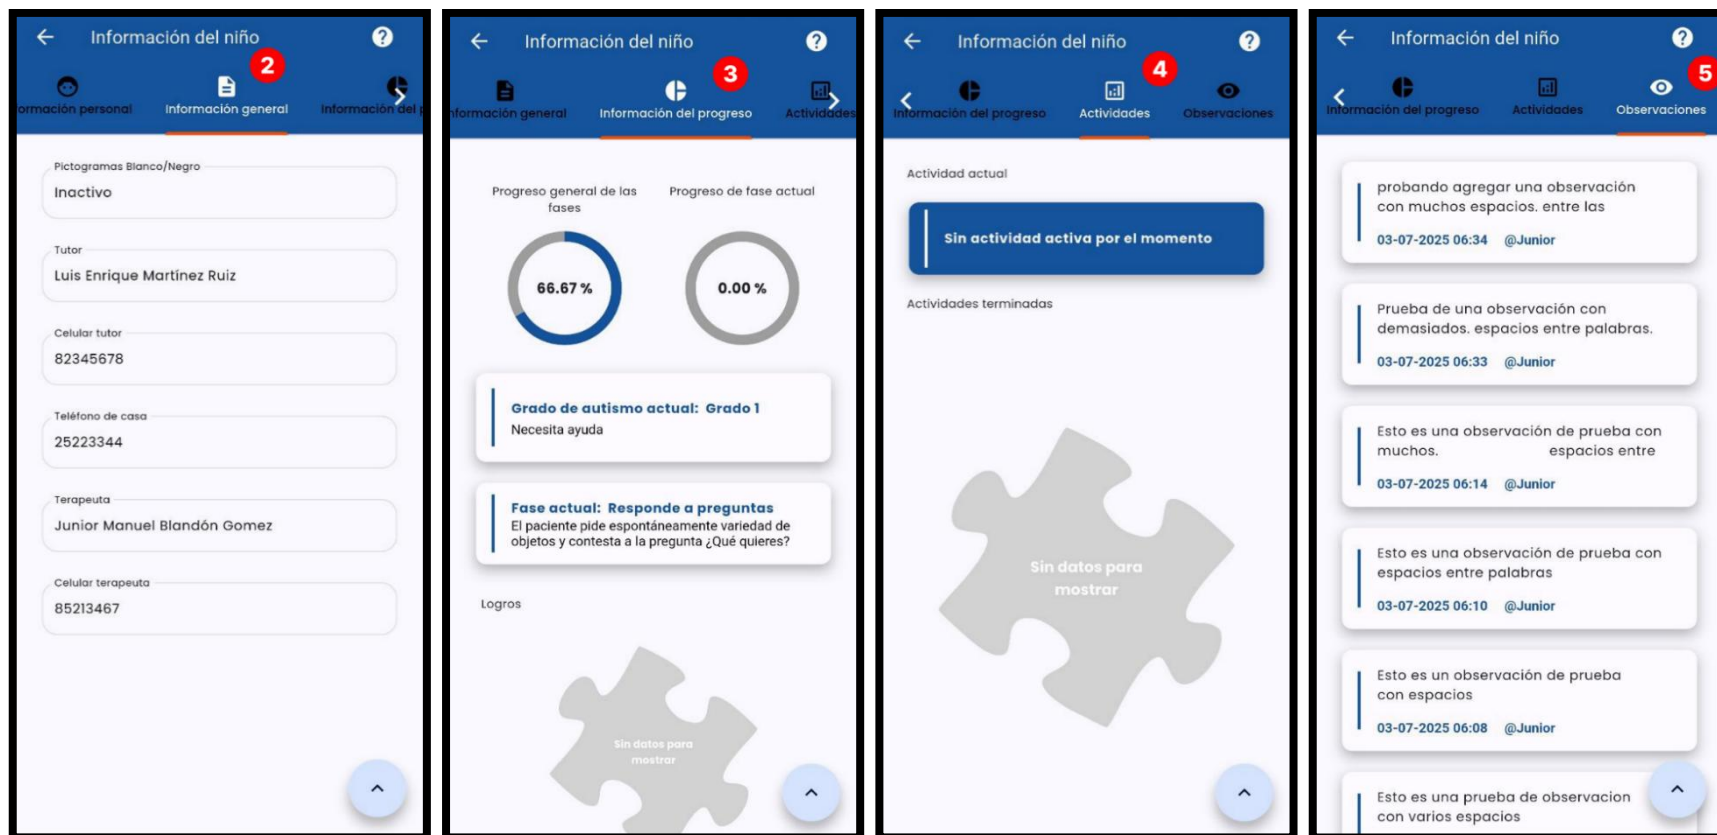 Información del niño
2
ormación personal
Información general
Información del p
Pictogramas Blanco/Negro
Inactivo
Tutor
Luis Enrique Martínez Ruiz
Celular tutor
82345678
Teléfono de casa
25223344
Terapeuta
Junior Manuel Blandón Gomez
Celular terapeuta
85213467
Información del niño
3
nformación general
Información del progreso
Actividades
Progreso general de las
fases
Progreso de fase actual
66.67 %
0.00 %
Grado de autismo actual: Grado 1
Necesita ayuda
Fase actual: Responde a preguntas
El paciente pide espontáneamente variedad de
objetos y contesta a la pregunta ¿Qué quieres?
Logros
Sin datos para
mostrar
Información del niño
4
Información del progreso
Actividades
Observaciones
Actividad actual
Sin actividad activa por el momento
Actividades terminadas
Sin datos para
mostrar
Información del niño
5
Información del progreso
Actividades
Observaciones
probando agregar una observación
con muchos espacios. entre las
03-07-2025 06:34 @Junior
Prueba de una observación con
demasiados. espacios entre palabras.
03-07-2025 06:33 @Junior
Esto es una observación de prueba con
muchos. espacios entre
03-07-2025 06:14 @Junior
Esto es una observación de prueba con
espacios entre palabras
03-07-2025 06:10 @Junior
Esto es un observación de prueba
con espacios
03-07-2025 06:08 @Junior
Esto es una prueba de observacion
con varios espacios